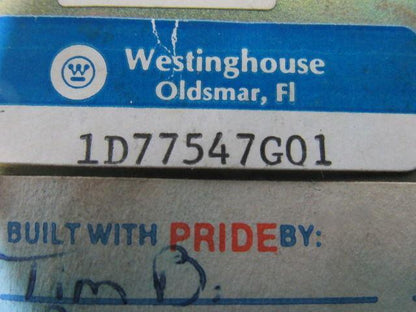 Westinghouse
Oldsmar, Fl
1D77547G01
BUILT WITH PRIDE BY:
Tim B.